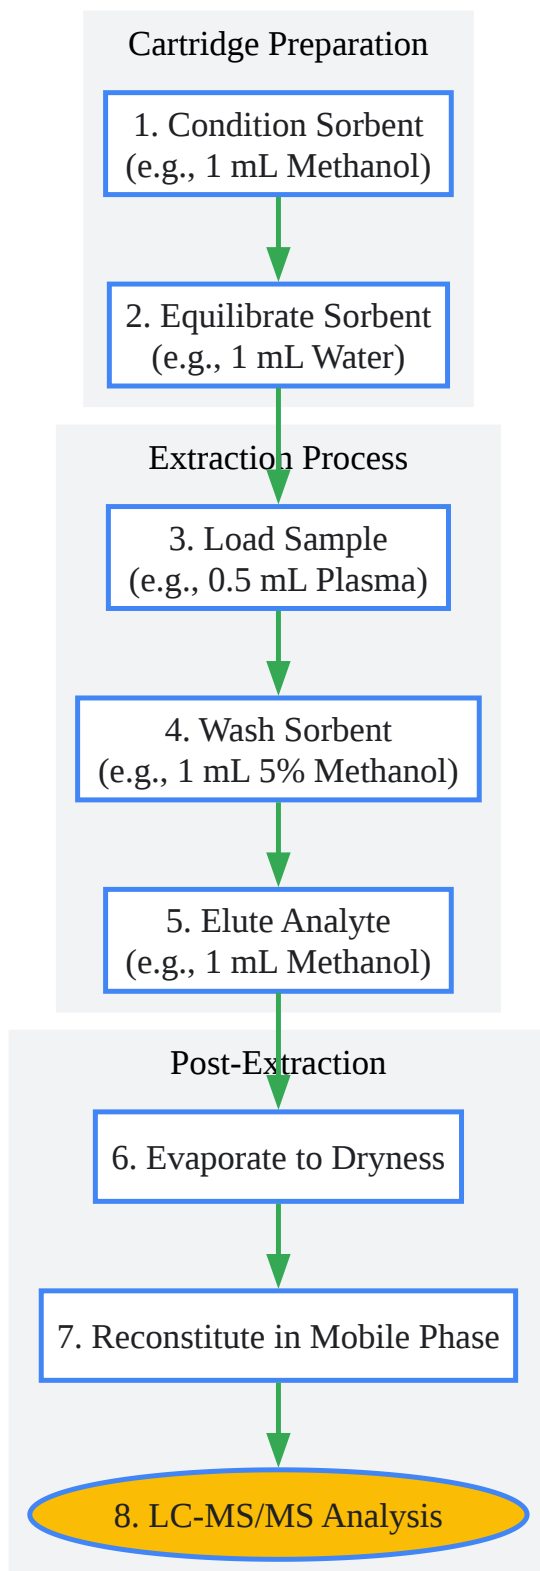 Cartridge Preparation
1. Condition Sorbent
(e.g., 1 mL Methanol)
2. Equilibrate Sorbent
(e.g., 1 mL Water)
Extraction Process
3. Load Sample
(e.g., 0.5 mL Plasma)
4. Wash Sorbent
(e.g., 1 mL 5% Methanol)
5. Elute Analyte
(e.g., 1 mL Methanol)
Post-Extraction
6. Evaporate to Dryness
7. Reconstitute in Mobile Phase
8. LC-MS/MS Analysis